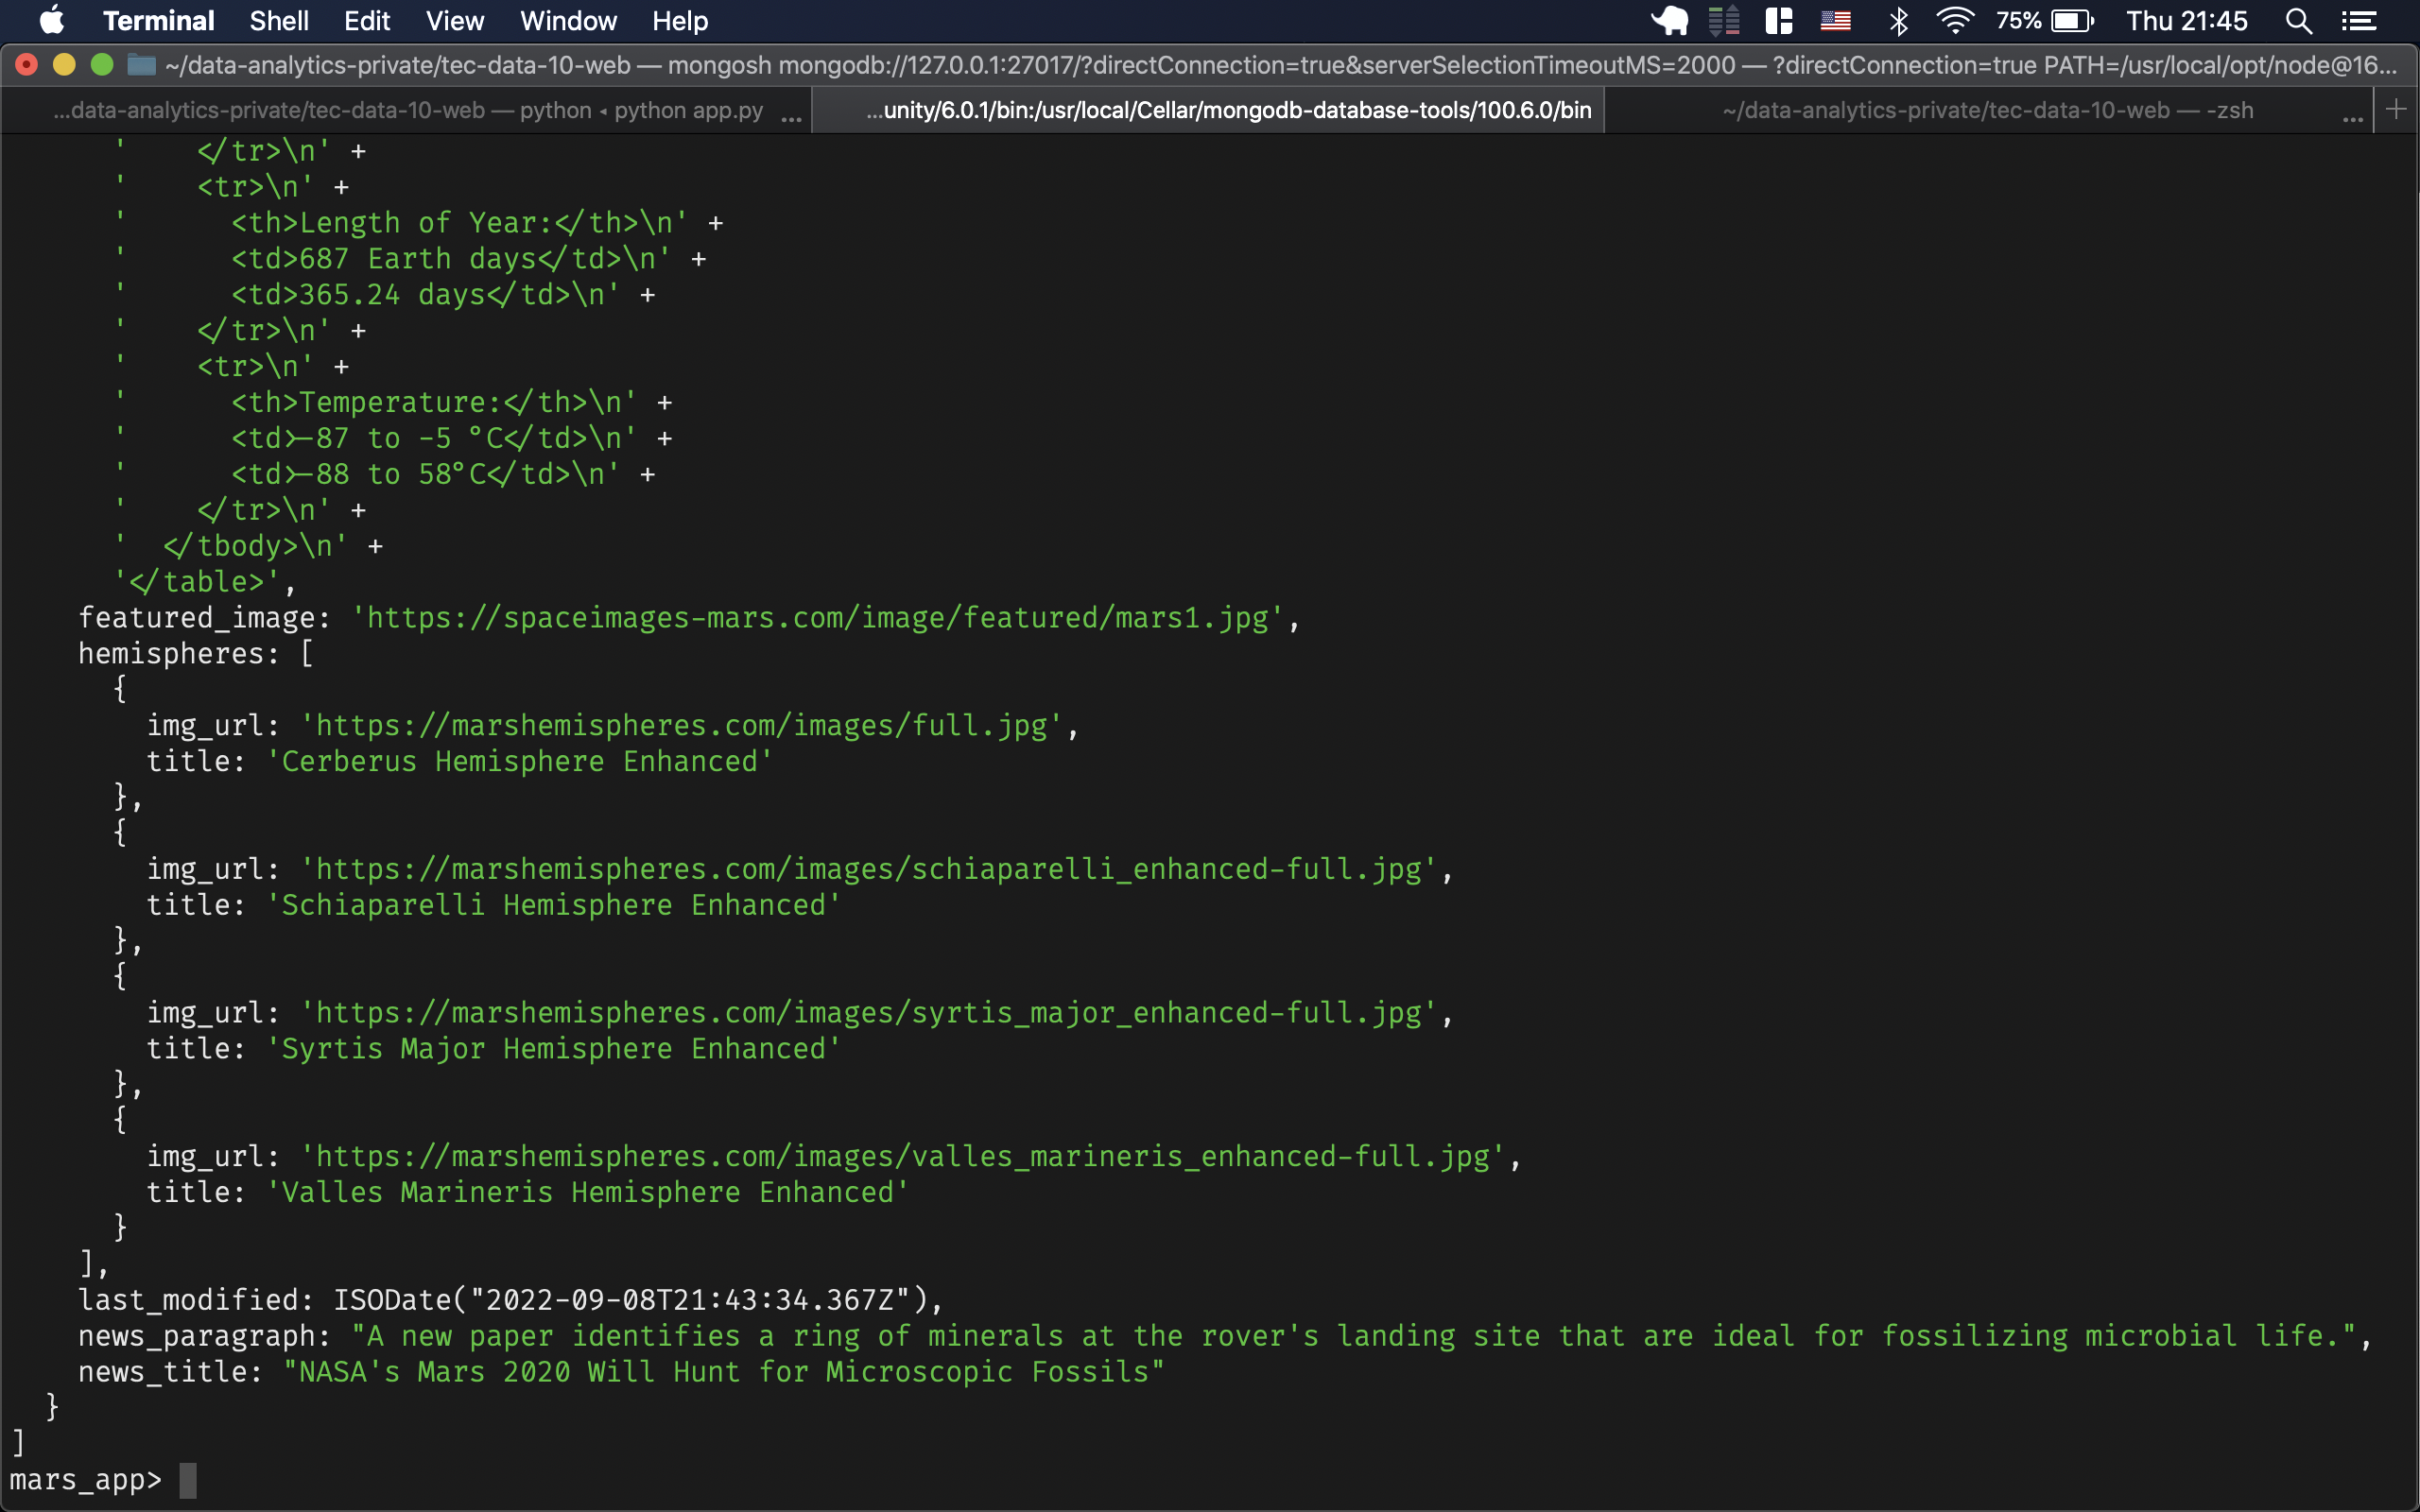 Terminal Shell Edit View Window Help 75% Thu 21:45
~/data-analytics-private/tec-data-10-web — mongosh mongodb://127.0.0.1:27017/?directConnection=true&serverSelectionTimeoutMS=2000 — ?directConnection=true PATH=/usr/local/opt/node@16...
...data-analytics-private/tec-data-10-web — python ◂ python app.py ... ...unity/6.0.1/bin:/usr/local/Cellar/mongodb-database-tools/100.6.0/bin ~/data-analytics-private/tec-data-10-web — -zsh ... +
'    </tr>\n' +
'    <tr>\n' +
'      <th>Length of Year:</th>\n' +
'      <td>687 Earth days</td>\n' +
'      <td>365.24 days</td>\n' +
'    </tr>\n' +
'    <tr>\n' +
'      <th>Temperature:</th>\n' +
'      <td>-87 to -5 °C</td>\n' +
'      <td>-88 to 58°C</td>\n' +
'    </tr>\n' +
'  </tbody>\n' +
'</table>',
featured_image: 'https://spaceimages-mars.com/image/featured/mars1.jpg',
hemispheres: [
{
img_url: 'https://marshemispheres.com/images/full.jpg',
title: 'Cerberus Hemisphere Enhanced'
},
{
img_url: 'https://marshemispheres.com/images/schiaparelli_enhanced-full.jpg',
title: 'Schiaparelli Hemisphere Enhanced'
},
{
img_url: 'https://marshemispheres.com/images/syrtis_major_enhanced-full.jpg',
title: 'Syrtis Major Hemisphere Enhanced'
},
{
img_url: 'https://marshemispheres.com/images/valles_marineris_enhanced-full.jpg',
title: 'Valles Marineris Hemisphere Enhanced'
}
],
last_modified: ISODate("2022-09-08T21:43:34.367Z"),
news_paragraph: "A new paper identifies a ring of minerals at the rover's landing site that are ideal for fossilizing microbial life.",
news_title: "NASA's Mars 2020 Will Hunt for Microscopic Fossils"
}
]
mars_app>